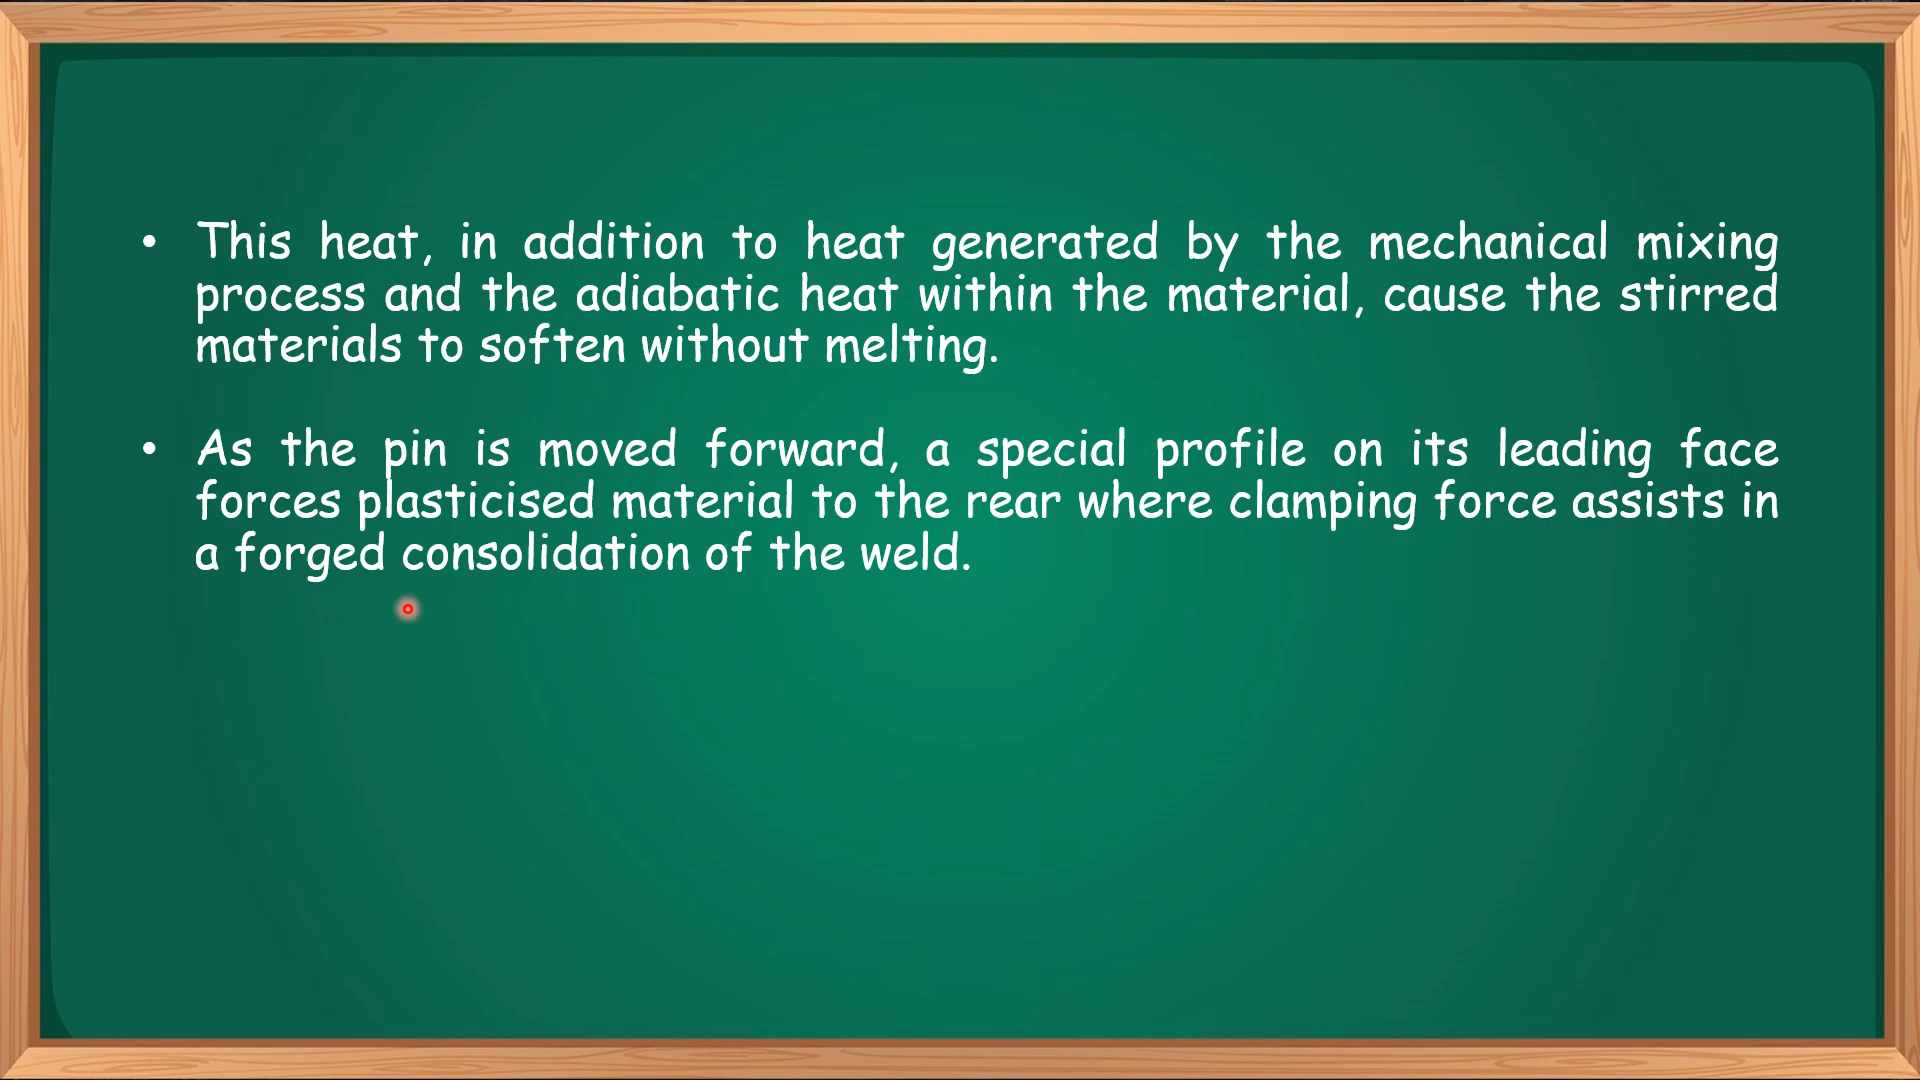 • This heat, in addition to heat generated by the mechanical mixing
process and the adiabatic heat within the material, cause the stirred
materials to soften without melting.
• As the pin is moved forward, a special profile on its leading face
forces plasticised material to the rear where clamping force assists in
a forged consolidation of the weld.